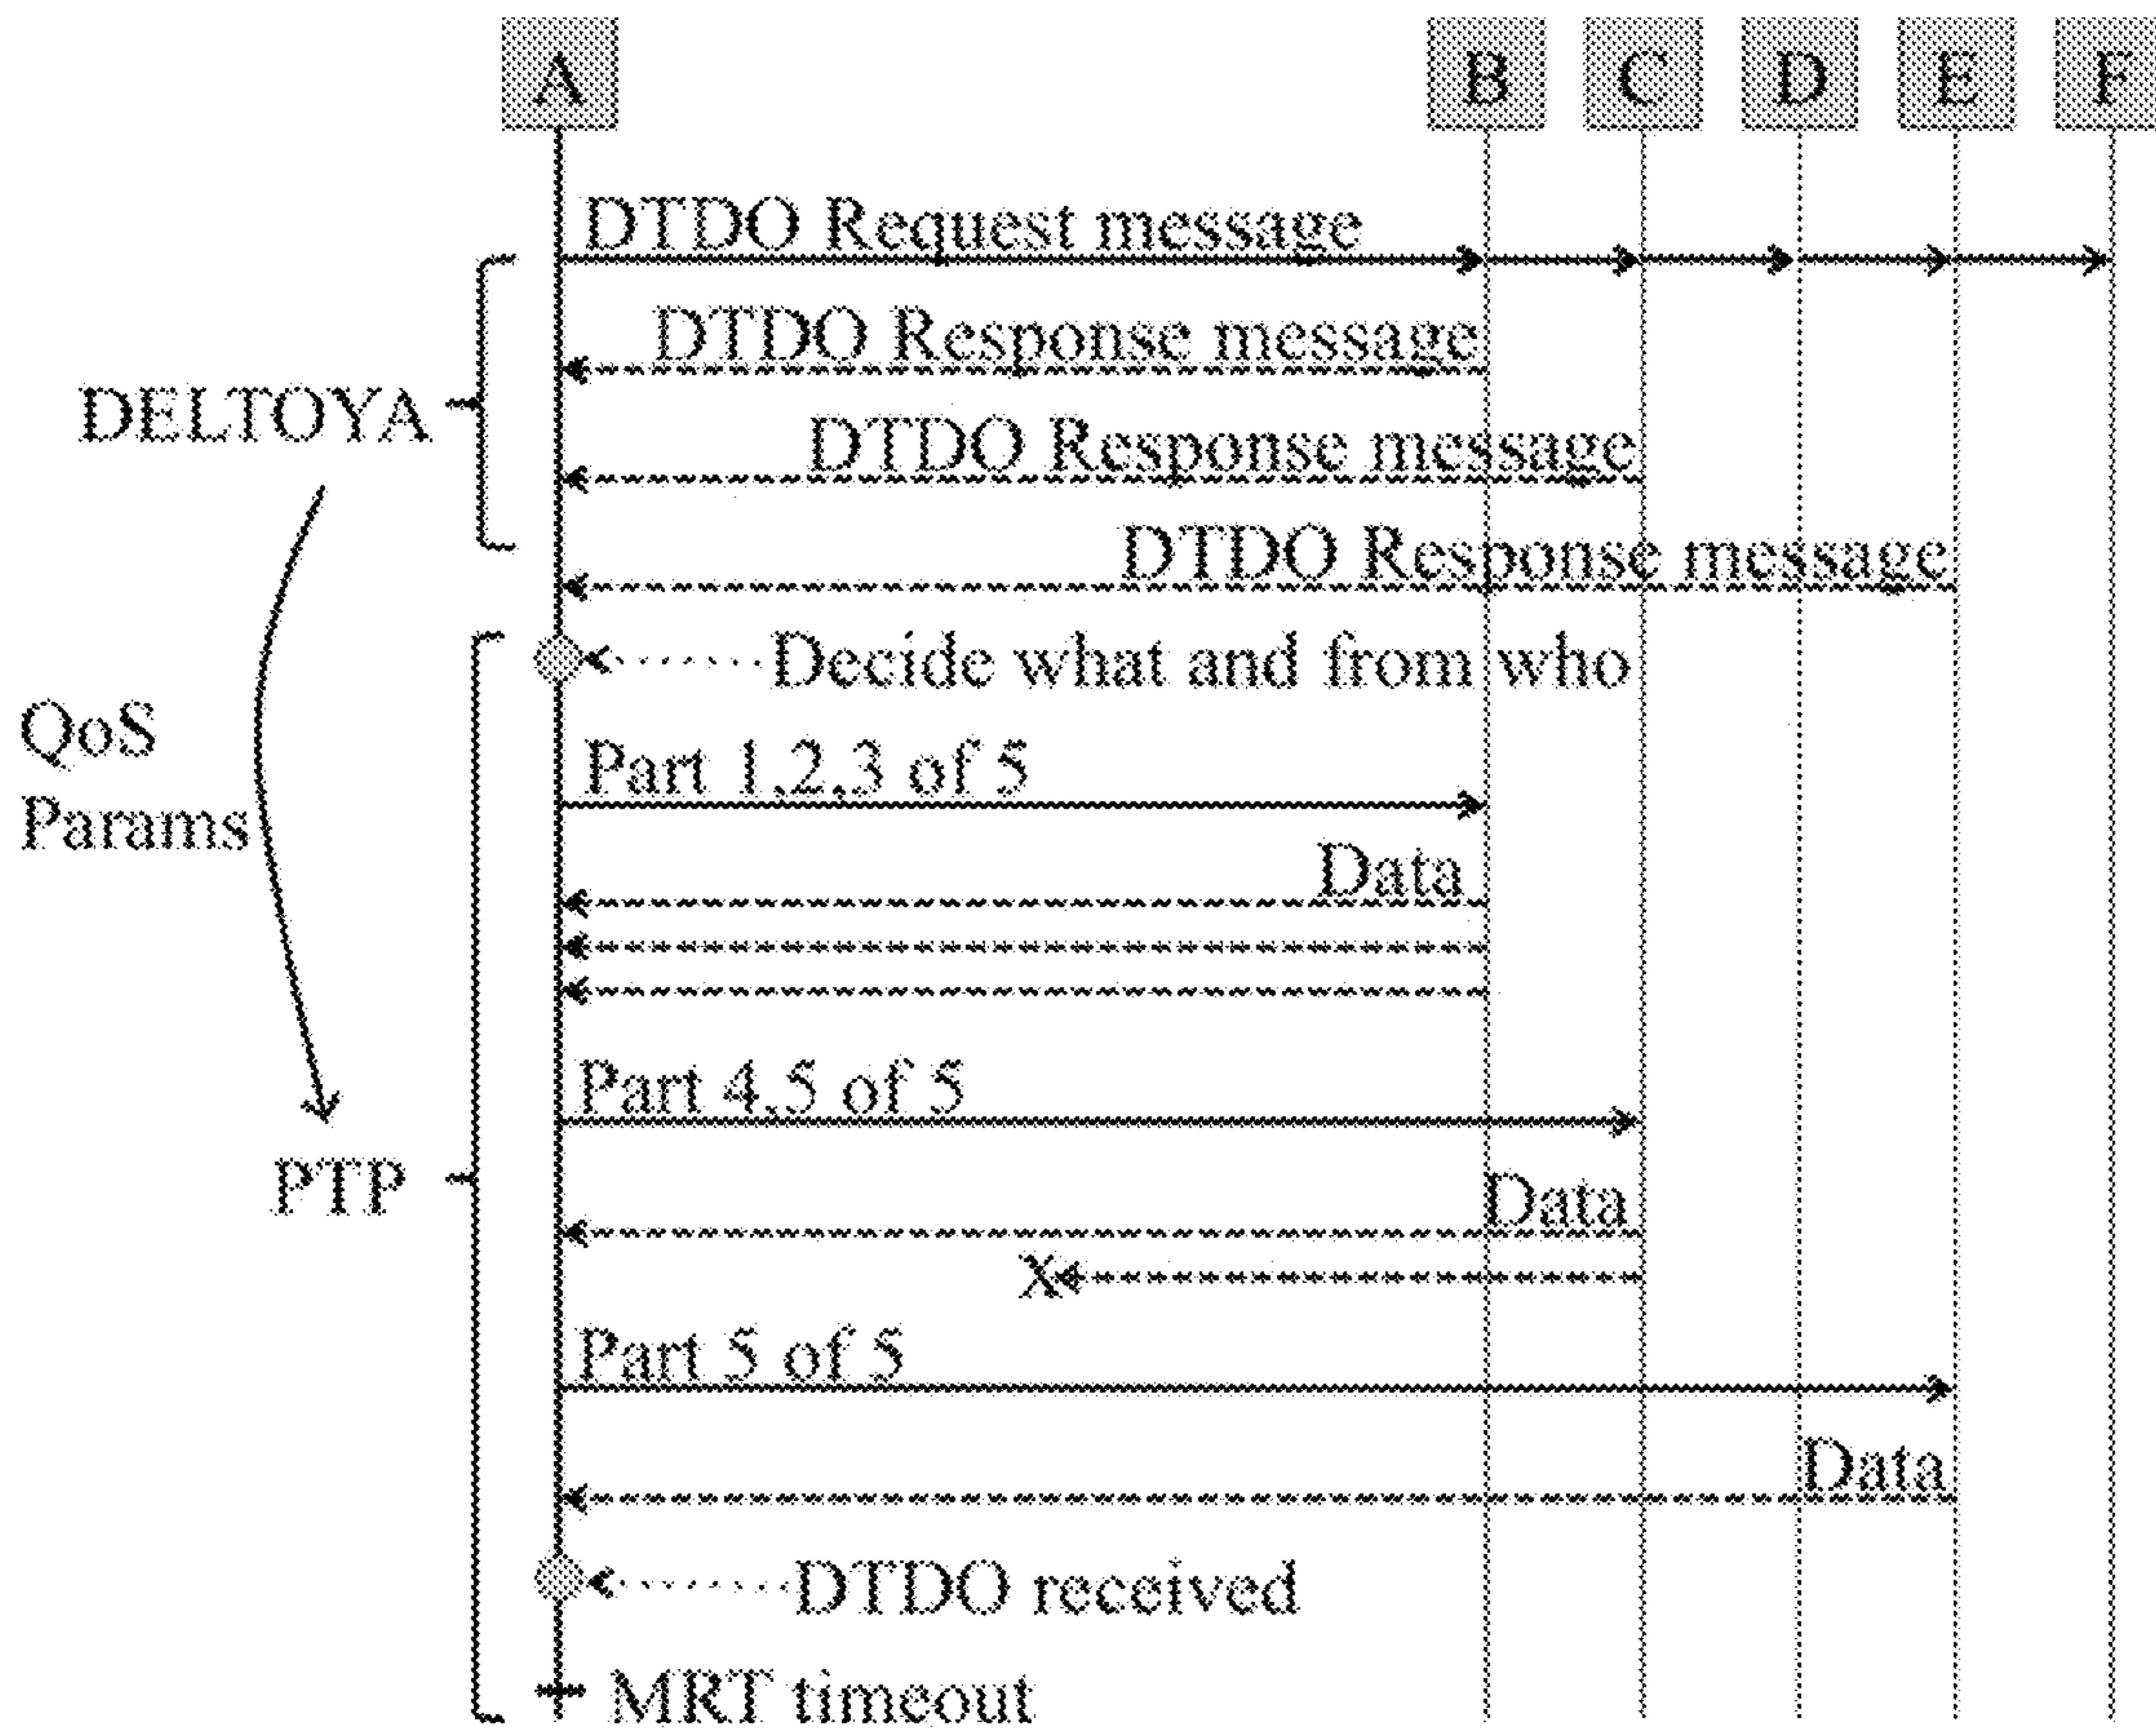 A B C D E F
DTDO Request message
DTDO Response message
DELTOYA
DTDO Response message
DTDO Response message
Decide what and from who
QoS
Params
Part 1,2,3 of 5
Data
Part 4,5 of 5
PTP
Data
X
Part 5 of 5
Data
DTDO received
MRT timeout